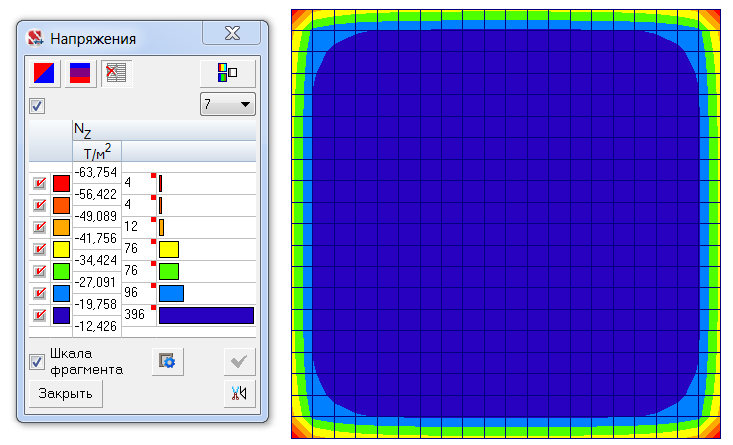 Напряжения
7
NZ
Т/м2
-63,754
4
-56,422
4
-49,089
12
-41,756
76
-34,424
76
-27,091
96
-19,758
396
-12,426
Шкала
фрагмента
Закрыть